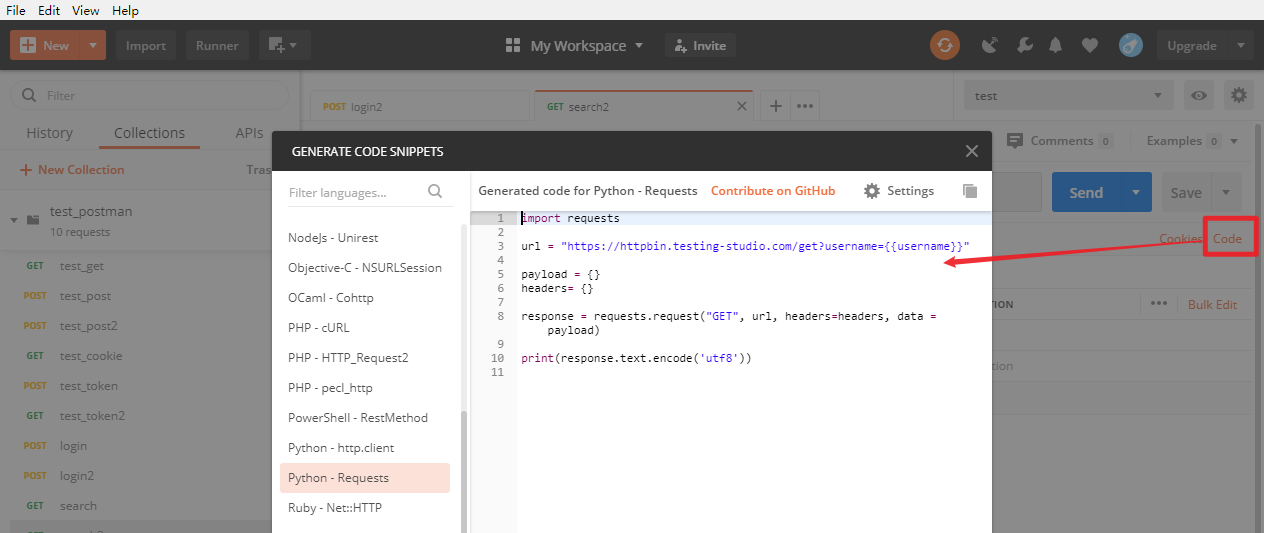 File Edit View Help
New Import Runner My Workspace Invite Upgrade
Filter
History Collections APIs
New Collection Tras
test_postman
10 requests
GET test_get
POST test_post
POST test_post2
GET test_cookie
POST test_token
GET test_token2
POST login
POST login2
GET search
POST login2 GET search2
test
Comments 0 Examples 0
Send Save
Cookies Code
ION Bulk Edit
tion
GENERATE CODE SNIPPETS
Filter languages...
NodeJs - Unirest
Objective-C - NSURLSession
OCaml - Cohttp
PHP - cURL
PHP - HTTP_Request2
PHP - pecl_http
PowerShell - RestMethod
Python - http.client
Python - Requests
Ruby - Net::HTTP
Generated code for Python - Requests Contribute on GitHub Settings
1 import requests
2
3 url = "https://httpbin.testing-studio.com/get?username={{username}}"
4
5 payload = {}
6 headers= {}
7
8 response = requests.request("GET", url, headers=headers, data =
payload)
9
10 print(response.text.encode('utf8'))
11